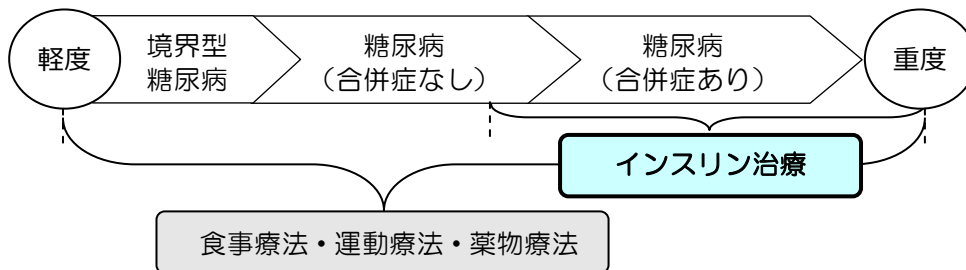 軽度
境界型
糖尿病
糖尿病
（合併症なし）
糖尿病
（合併症あり）
重度
インスリン治療
食事療法・運動療法・薬物療法